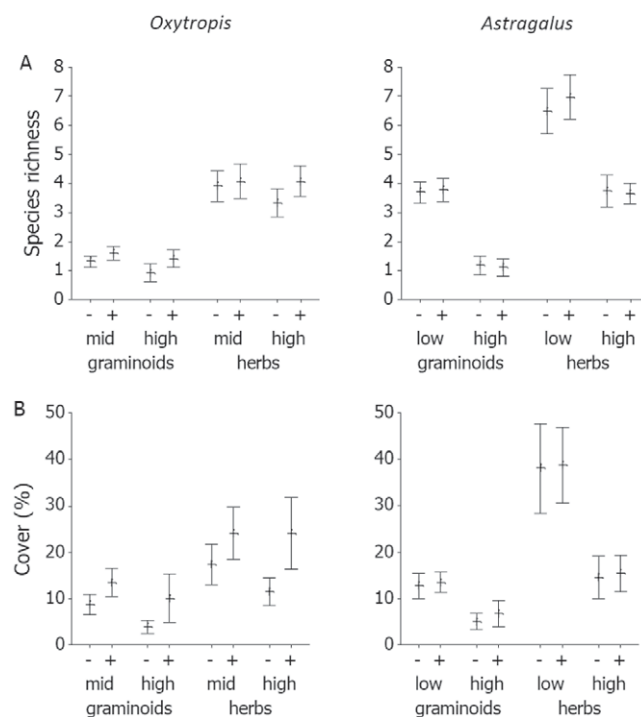 Oxytropis Astragalus
A
Species richness
8 8
7 7
6 6
5 5
4 4
3 3
2 2
1 1
0 0
- + - + - + - + - + - + - + - +
mid high mid high low high low high
graminoids herbs graminoids herbs
B
Cover (%)
50 50
40 40
30 30
20 20
10 10
0 0
- + - + - + - + - + - + - + - +
mid high mid high low high low high
graminoids herbs graminoids herbs